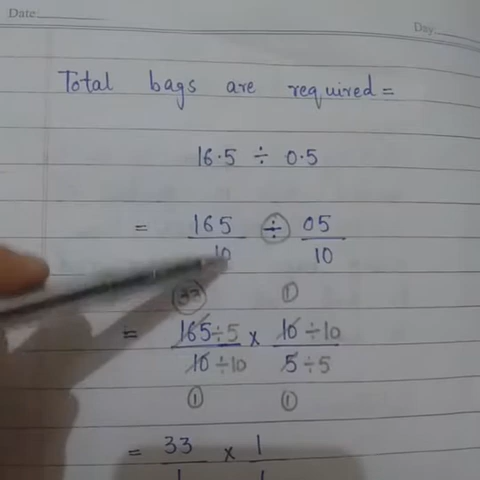 Date
Day
Total bags are required =
16.5 ÷ 0.5
= 165/10 ÷ 05/10
33 1
= 165÷5/10÷10 × 10÷10/5÷5
1 1
= 33/1 × 1/1